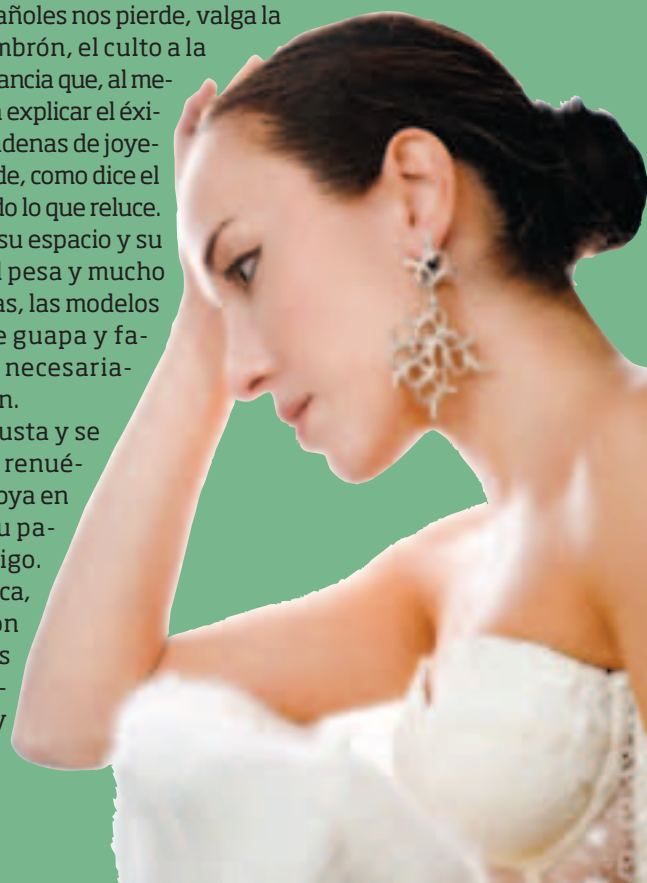 añoles nos pierde, valga la
mbrón, el culto a la
ancia que, al me-
explicar el éxi-
denas de joye-
de, como dice el
do lo que reluce.
su espacio y su
pesa y mucho
as, las modelos
e guapa y fa-
necesaria-
n.
usta y se
renué-
oya en
u pa-
igo.
ca,
ón
s
-
y